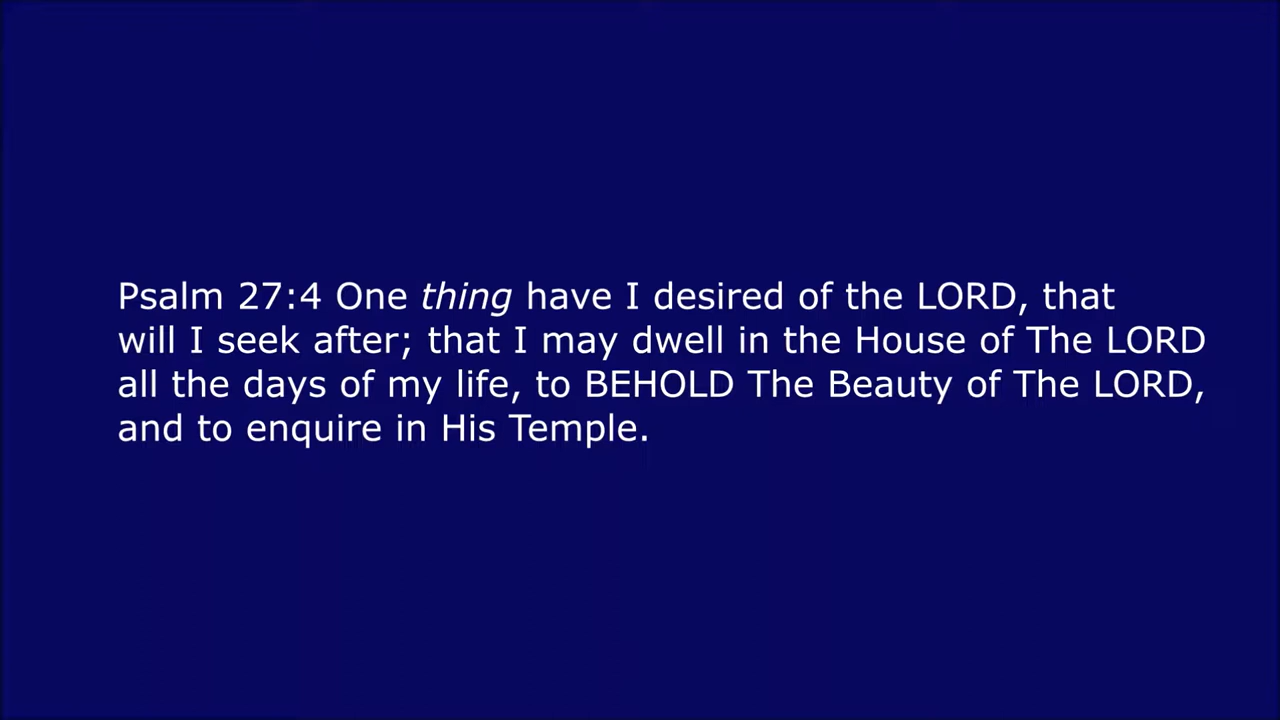 Psalm 27:4 One thing have I desired of the LORD, that
will I seek after; that I may dwell in the House of The LORD
all the days of my life, to BEHOLD The Beauty of The LORD,
and to enquire in His Temple.